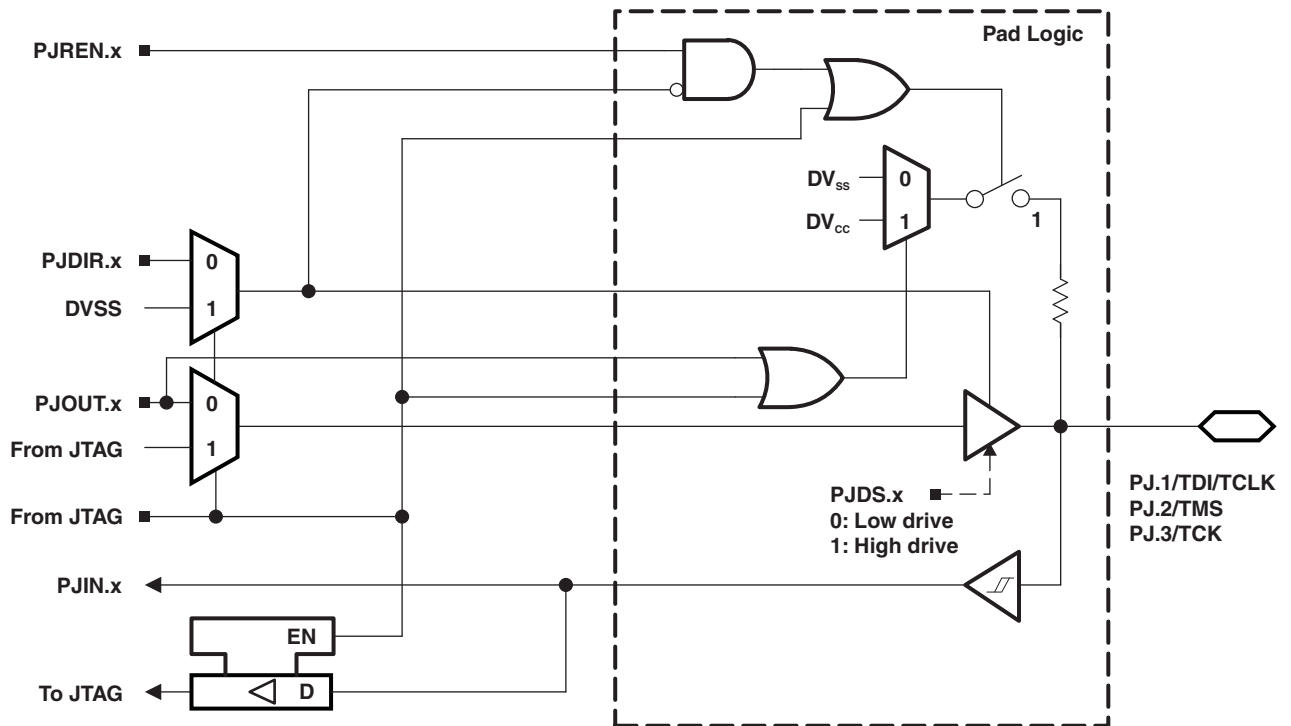 Pad Logic
PJREN.x
DVss
0
DVcc
1
1
PJDIR.x
0
DVSS
1
PJOUT.x
0
From JTAG
1
From JTAG
PJDS.x
0: Low drive
1: High drive
PJ.1/TDI/TCLK
PJ.2/TMS
PJ.3/TCK
PJIN.x
EN
To JTAG
D